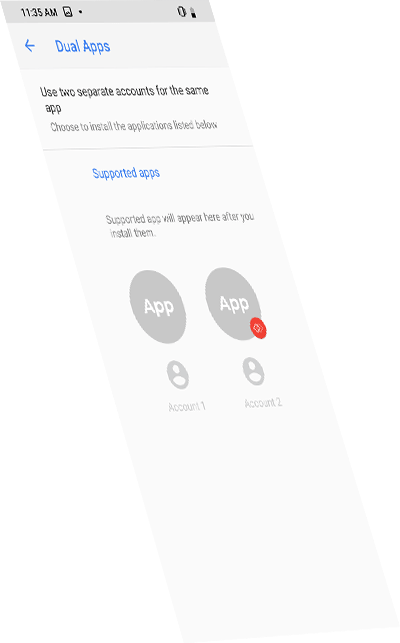 11:35 AM
Dual Apps
Use two separate accounts for the same
app
Choose to install the applications listed below
Supported apps
Supported app will appear here after you
install them.
App App
Account 1 Account 2